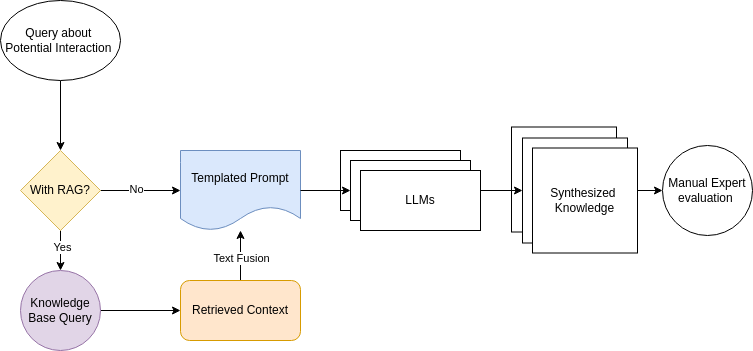 Query about
Potential Interaction
With RAG?
No
Templated Prompt
LLMs
Synthesized
Knowledge
Manual Expert
evaluation
Yes
Text Fusion
Knowledge
Base Query
Retrieved Context